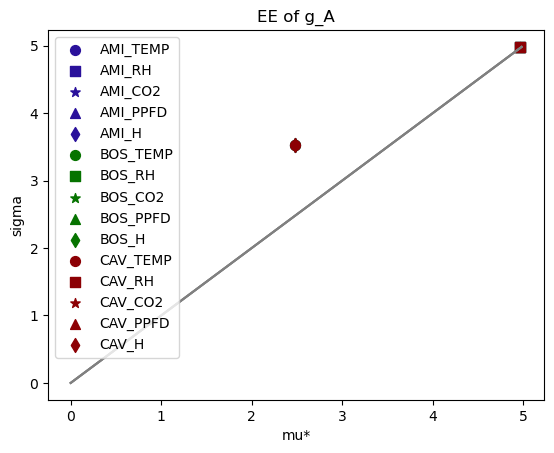 EE of g_A
5
4
3
2
1
0
sigma
AMI_TEMP
AMI_RH
AMI_CO2
AMI_PPFD
AMI_H
BOS_TEMP
BOS_RH
BOS_CO2
BOS_PPFD
BOS_H
CAV_TEMP
CAV_RH
CAV_CO2
CAV_PPFD
CAV_H
0 1 2 3 4 5
mu*